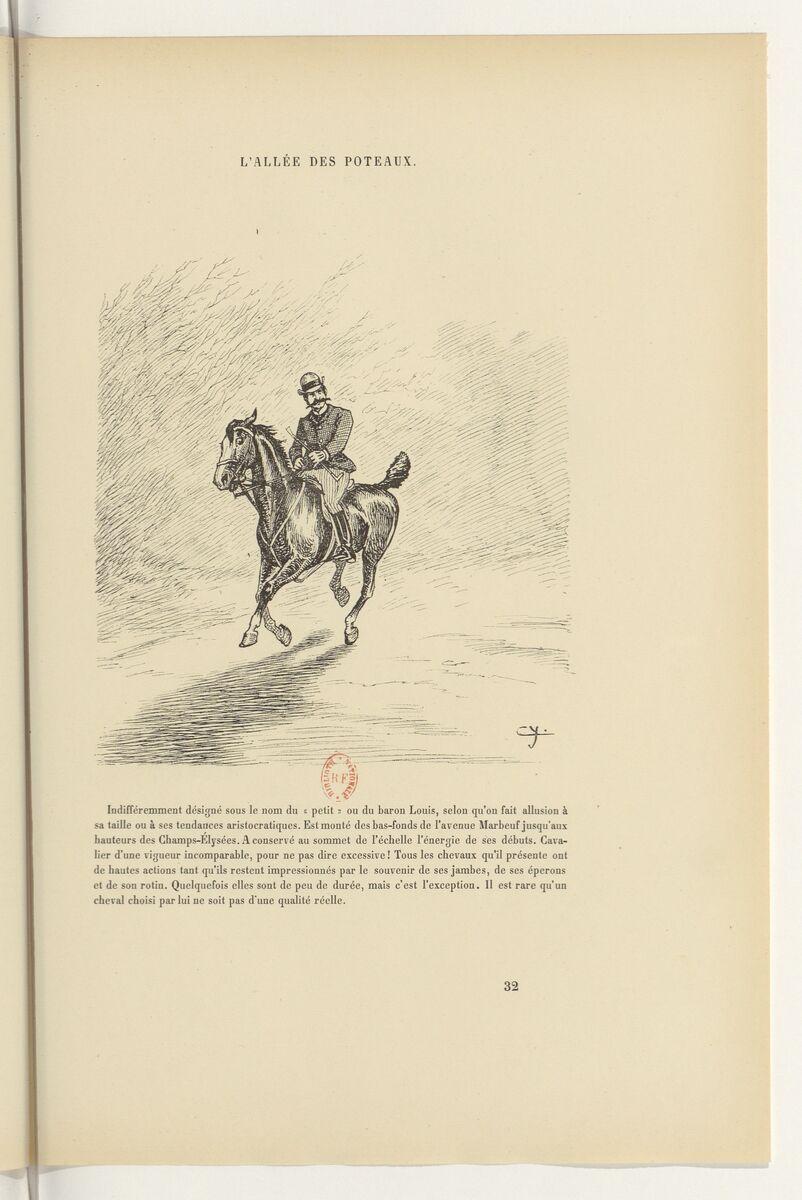 L'ALLÉE DES POTEAUX.
CY.
BIBLIOTH. NATIONALE
RF
Indifféremment désigné sous le nom du « petit » ou du baron Louis, selon qu'on fait allusion à
sa taille ou à ses tendances aristocratiques. Est monté des bas-fonds de l'avenue Marbeuf jusqu'aux
hauteurs des Champs-Élysées. A conservé au sommet de l'échelle l'énergie de ses débuts. Cava-
lier d'une vigueur incomparable, pour ne pas dire excessive! Tous les chevaux qu'il présente ont
de hautes actions tant qu'ils restent impressionnés par le souvenir de ses jambes, de ses éperons
et de son rotin. Quelquefois elles sont de peu de durée, mais c'est l'exception. Il est rare qu'un
cheval choisi par lui ne soit pas d'une qualité réelle.
32